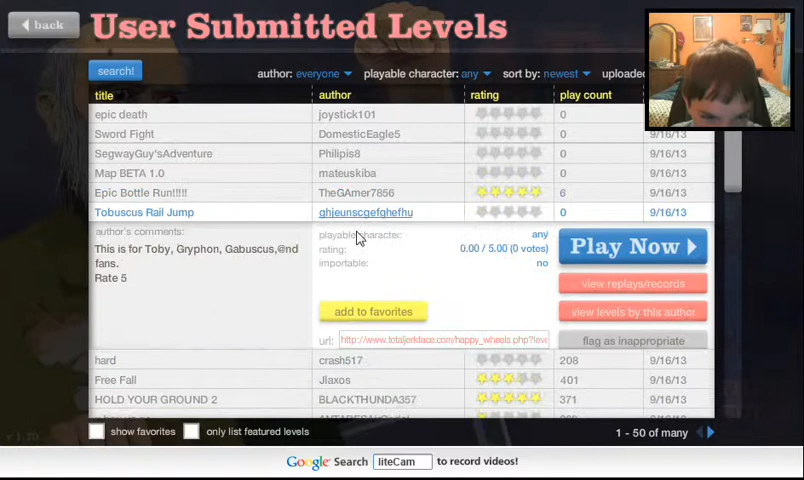 back
User Submitted Levels
search!
author: everyone playable character: any sort by: newest uploaded
title author rating play count
epic death joystick101 0
Sword Fight DomesticEagle5 0 9/16/13
SegwayGuy'sAdventure Philipis8 0 9/16/13
Map BETA 1.0 mateuskiba 0 9/16/13
Epic Bottle Run!!!!! TheGAmer7856 6 9/16/13
Tobuscus Rail Jump ghjeunscgefghefhu 0 9/16/13
author's comments: playable character: any
This is for Toby, Gryphon, Gabuscus,@nd
fans.
Rate 5
rating: 0.00 / 5.00 (0 votes)
importable: no
Play Now
view replays/records
add to favorites view levels by this author
url: http://www.totaljerkface.com/happy_wheels.php?leve
flag as inappropriate
hard crash517 208 9/16/13
Free Fall Jlaxos 401 9/16/13
HOLD YOUR GROUND 2 BLACKTHUNDA357 371 9/16/13
show favorites only list featured levels 1 - 50 of many
Google Search liteCam to record videos!